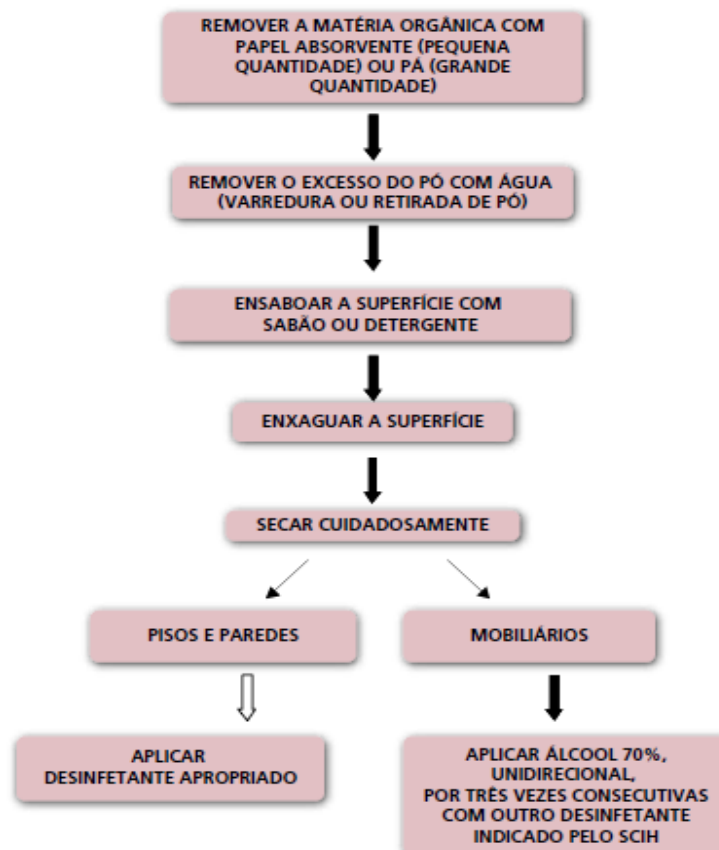 REMOVER A MATÉRIA ORGÂNICA COM
PAPEL ABSORVENTE (PEQUENA
QUANTIDADE) OU PÁ (GRANDE
QUANTIDADE)
REMOVER O EXCESSO DO PÓ COM ÁGUA
(VARREDURA OU RETIRADA DE PÓ)
ENSABOAR A SUPERFÍCIE COM
SABÃO OU DETERGENTE
ENXAGUAR A SUPERFÍCIE
SECAR CUIDADOSAMENTE
PISOS E PAREDES
MOBILIÁRIOS
APLICAR
DESINFETANTE APROPRIADO
APLICAR ÁLCOOL 70%,
UNIDIRECIONAL,
POR TRÊS VEZES CONSECUTIVAS
COM OUTRO DESINFETANTE
INDICADO PELO SCIH